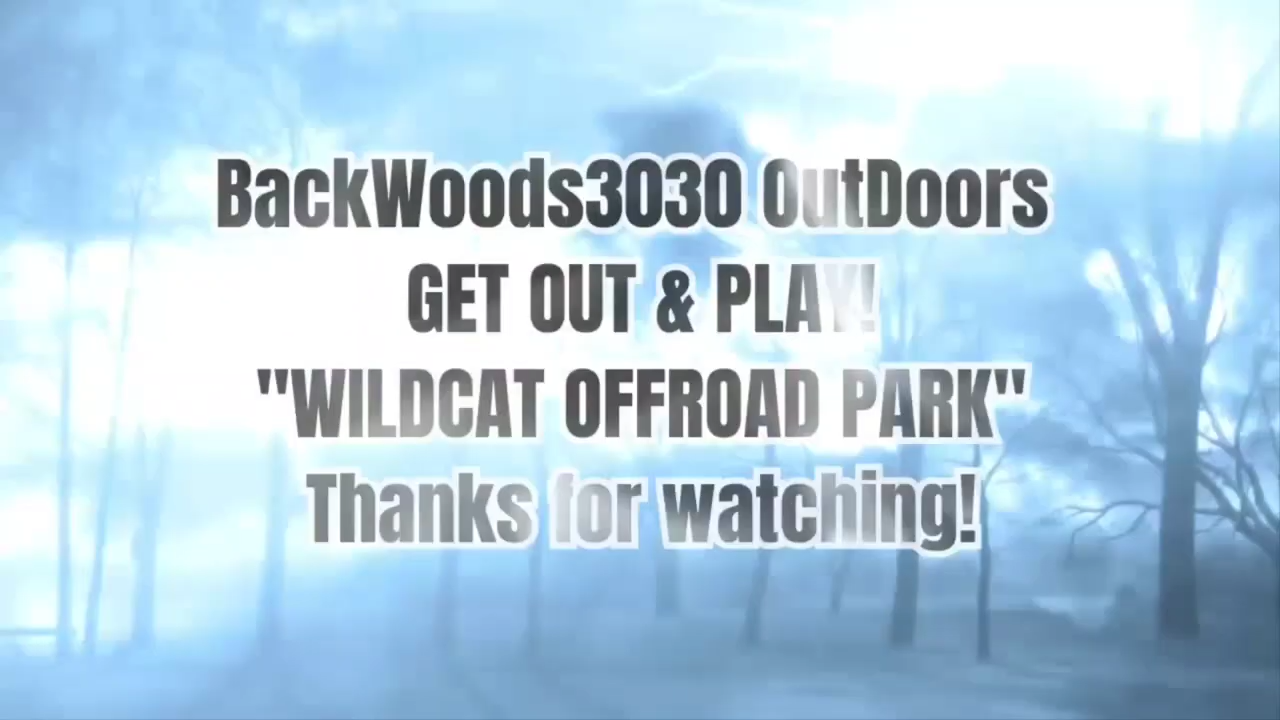 BackWoods3030 OutDoors
GET OUT & PLAY!
"WILDCAT OFFROAD PARK"
Thanks for watching!